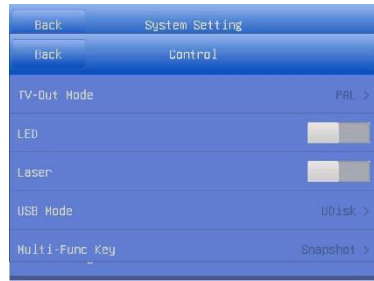 Back System Setting
Back Control
TV-Out Mode PAL >
LED
Laser
USB Mode UDisk >
Multi-Func Key Snapshot >